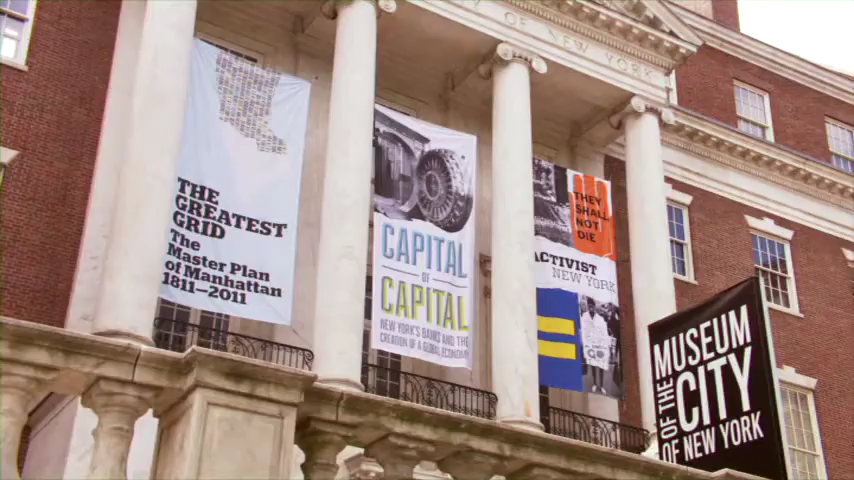 CITY OF NEW YORK
THE
GREATEST
GRID
The
Master Plan
of Manhattan
1811—2011
CAPITAL
OF
CAPITAL
NEW YORK'S BANKS AND THE
CREATION OF A GLOBAL ECONOMY
THEY
SHALL
NOT
DIE
ACTIVIST
NEW YORK
MUSEUM
OF THE
CITY
OF NEW YORK